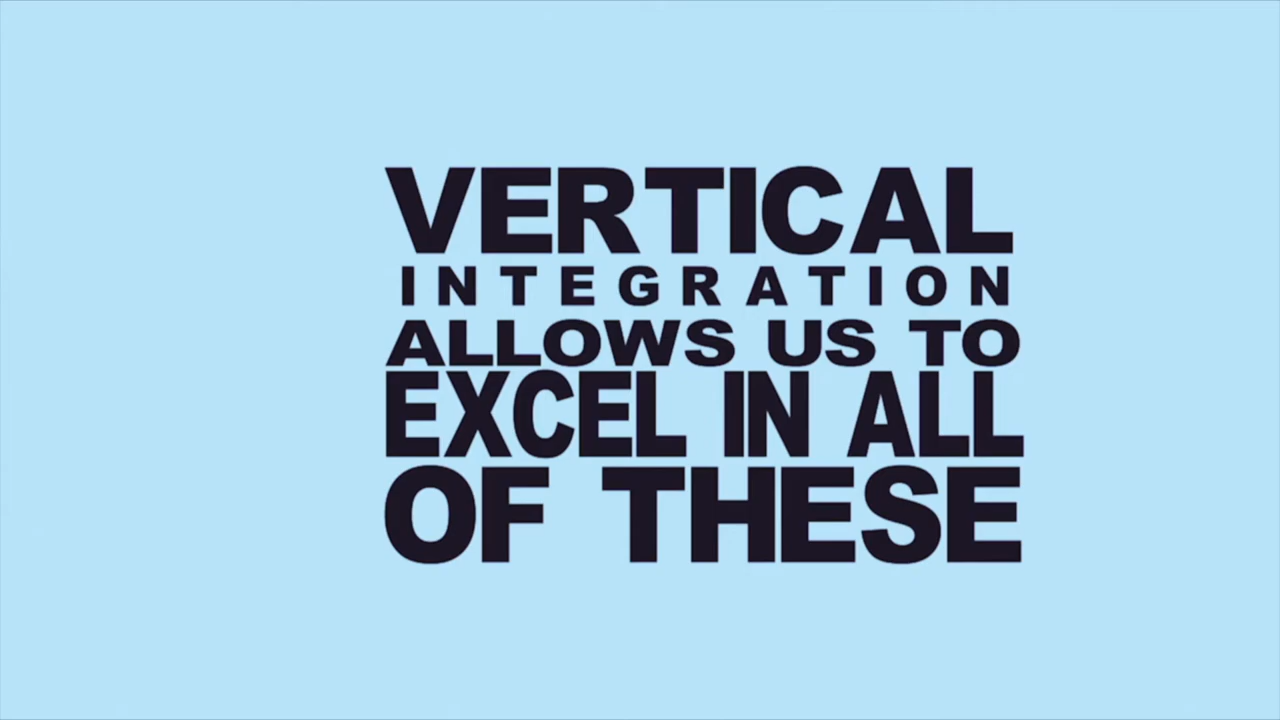 VERTICAL
INTEGRATION
ALLOWS US TO
EXCEL IN ALL
OF THESE